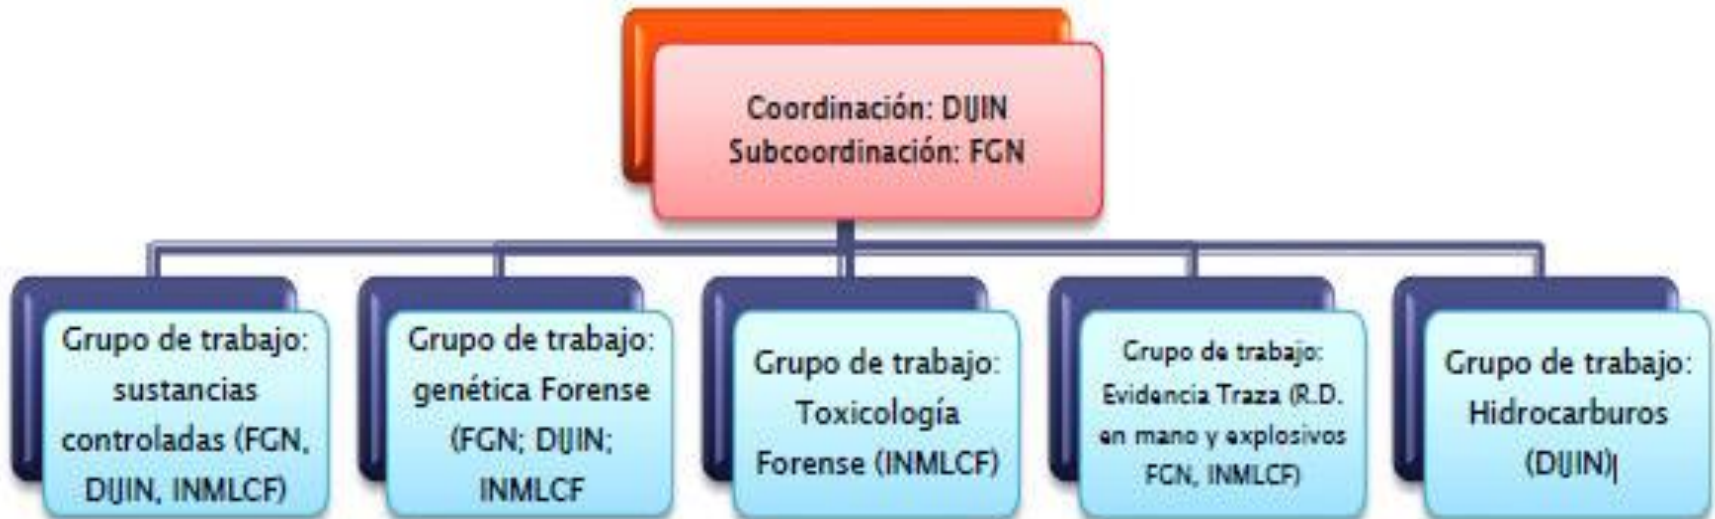 Coordinación: DIJIN
Subcoordinación: FGN
Grupo de trabajo:
sustancias
controladas (FGN,
DIJIN, INMLCF)
Grupo de trabajo:
genética Forense
(FGN; DIJIN;
INMLCF
Grupo de trabajo:
Toxicología
Forense (INMLCF)
Grupo de trabajo:
Evidencia Traza (R.D.
en mano y explosivos
FGN, INMLCF)
Grupo de trabajo:
Hidrocarburos
(DIJIN)